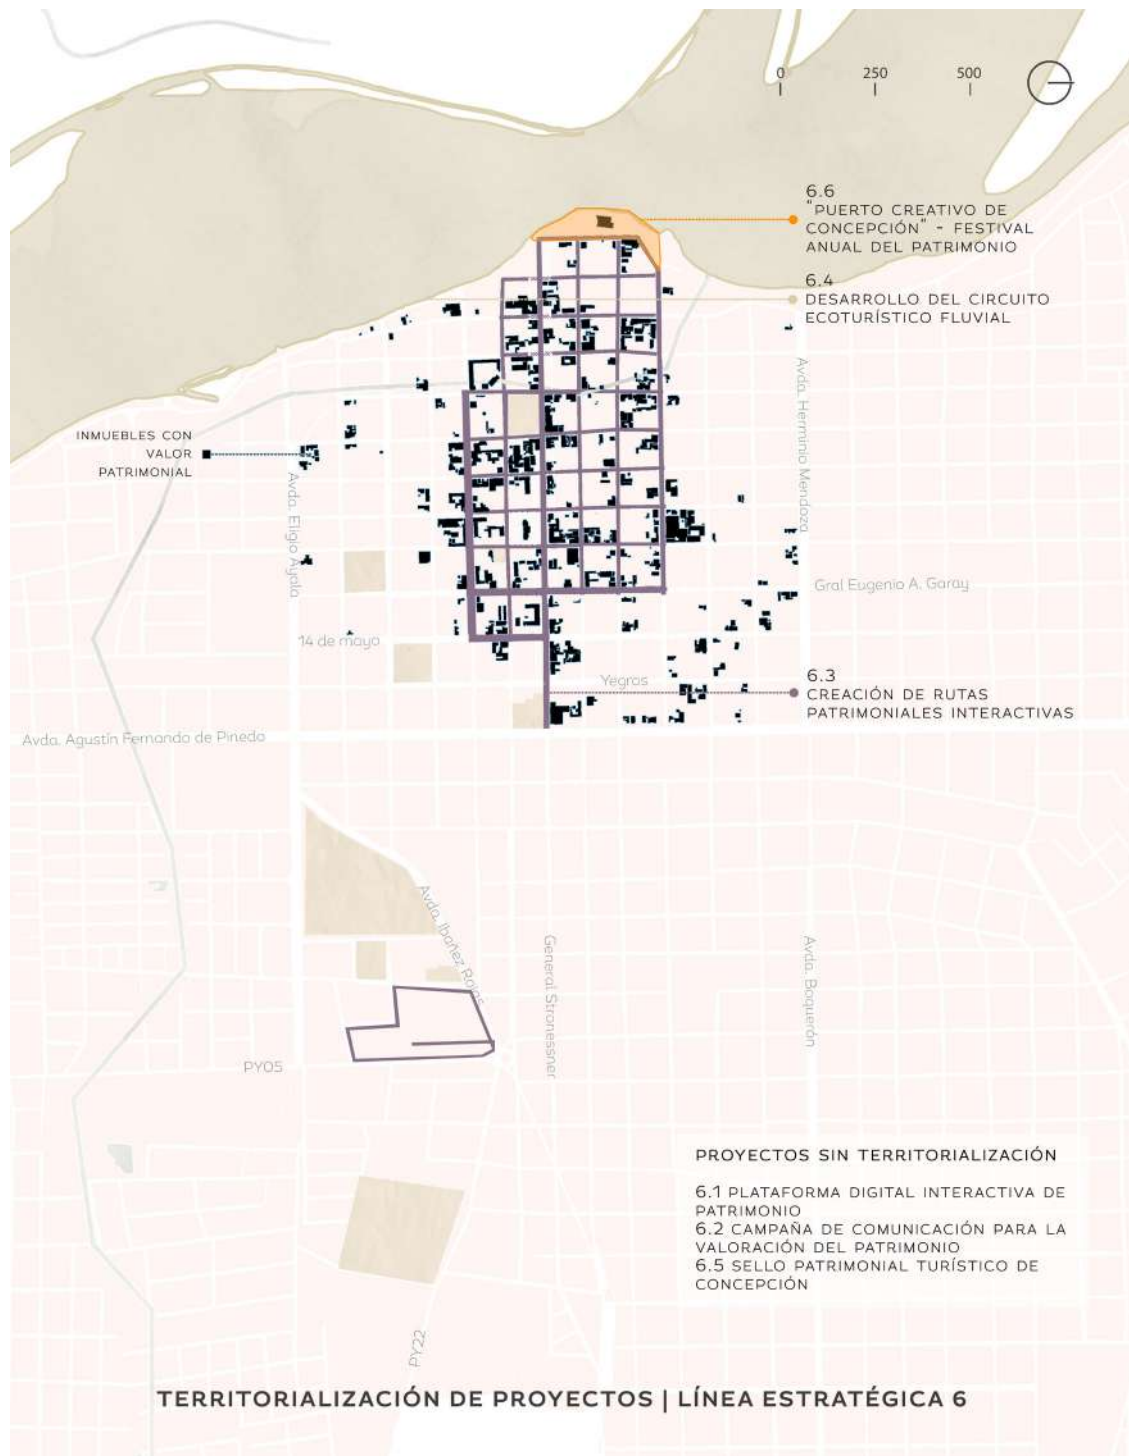 0 250 500
6.6
"PUERTO CREATIVO DE
CONCEPCIÓN" - FESTIVAL
ANUAL DEL PATRIMONIO
6.4
DESARROLLO DEL CIRCUITO
ECOTURÍSTICO FLUVIAL
Avda. Herminio Mendoza
INMUEBLES CON
VALOR
PATRIMONIAL
Avda. Eligio Ayala
Gral Eugenio A. Garay
14 de mayo
Yegros
6.3
CREACIÓN DE RUTAS
PATRIMONIALES INTERACTIVAS
Avda. Agustín Fernando de Pinedo
Avda. Ibañez Rojas
General Stronessner
Avda. Boquerón
PY05
PROYECTOS SIN TERRITORIALIZACIÓN
6.1 PLATAFORMA DIGITAL INTERACTIVA DE
PATRIMONIO
6.2 CAMPAÑA DE COMUNICACIÓN PARA LA
VALORACIÓN DEL PATRIMONIO
6.5 SELLO PATRIMONIAL TURÍSTICO DE
CONCEPCIÓN
PY22
TERRITORIALIZACIÓN DE PROYECTOS | LÍNEA ESTRATÉGICA 6